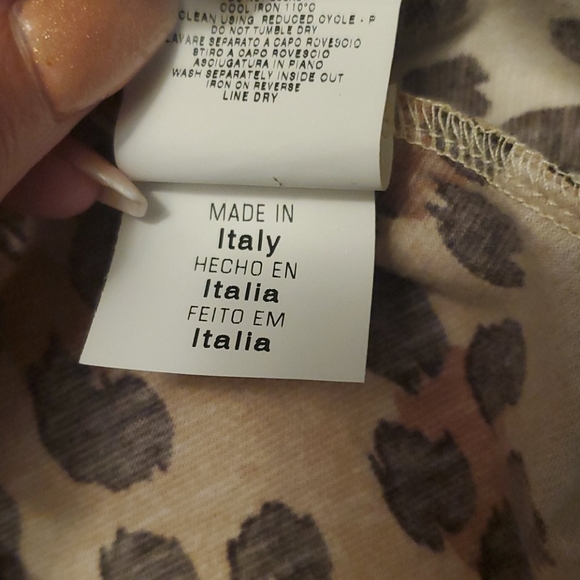 COOL IRON 110°C
CLEAN USING REDUCED CYCLE - P
DO NOT TUMBLE DRY
LAVARE SEPARATO A CAPO ROVESCIO
STIRO A CAPO ROVESCIO
ASCIUGATURA IN PIANO
WASH SEPARATELY INSIDE OUT
IRON ON REVERSE
LINE DRY
MADE IN
Italy
HECHO EN
Italia
FEITO EM
Italia